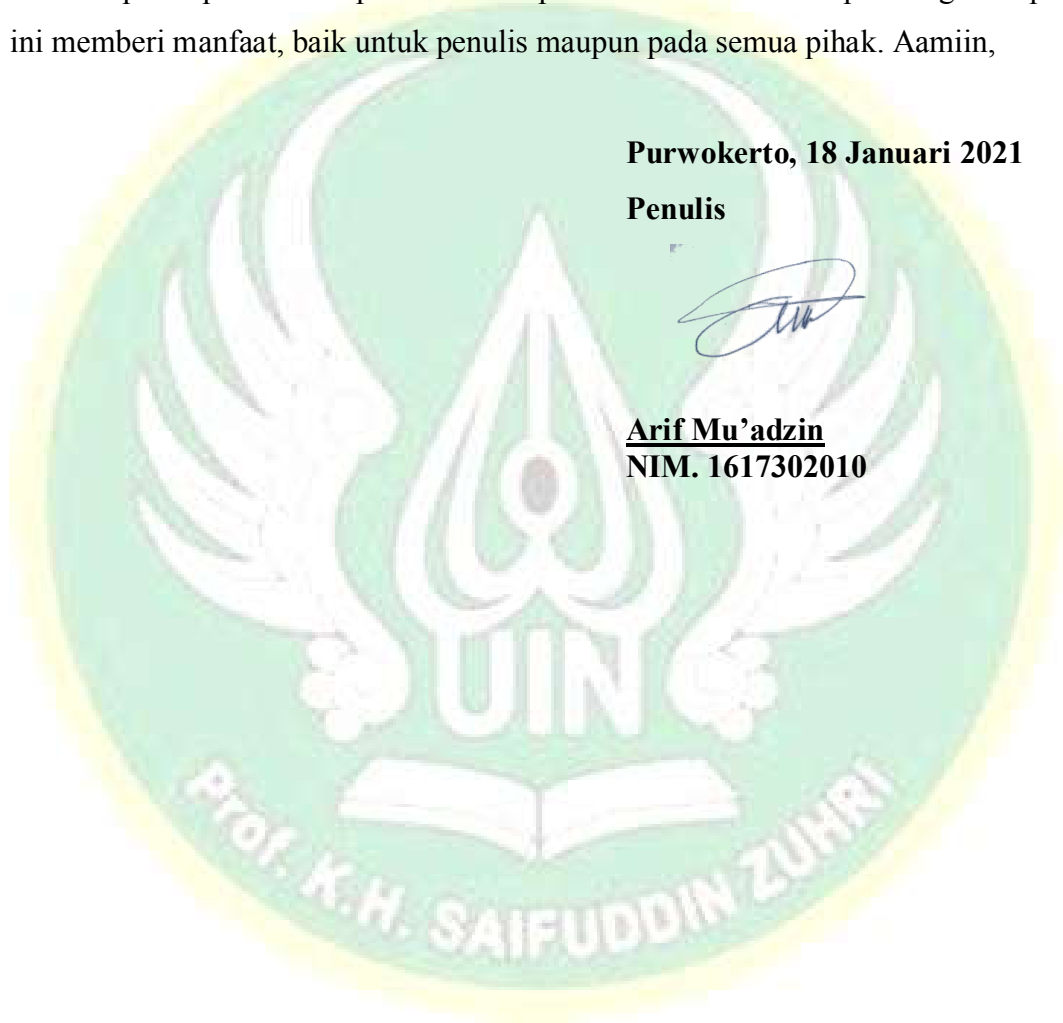 ini memberi manfaat, baik untuk penulis maupun pada semua pihak. Aamiin,
Purwokerto, 18 Januari 2021
Penulis
Arif Mu’adzin
NIM. 1617302010
UIN
Prof. K.H. SAIFUDDIN ZUHRI